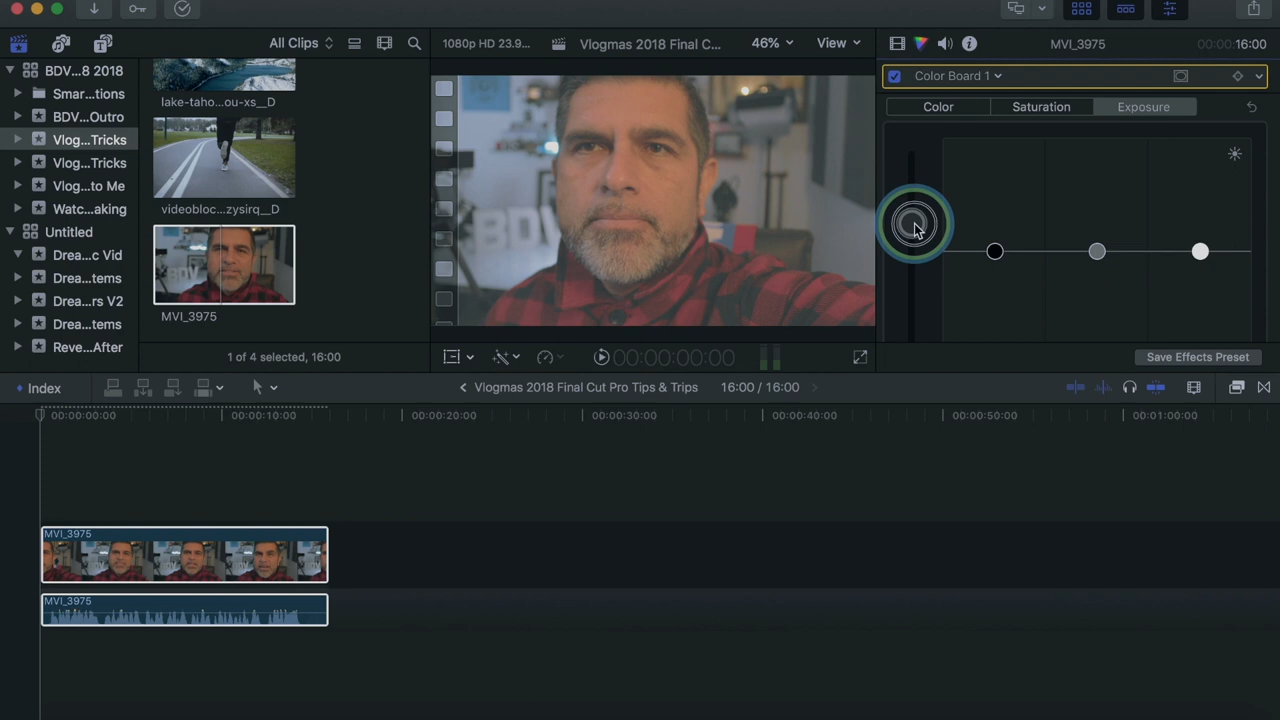 All Clips
1080p HD 23.9...
Vlogmas 2018 Final C...
46%
View
MVI_3975
00:00:16:00
BDV...8 2018
Smar...tions
BDV...Outro
Vlog...Tricks
Vlog...Tricks
Vlog...to Me
Watc...aking
Untitled
Drea...c Vid
Drea...tems
Drea...rs V2
Drea...tems
Reve...After
lake-taho...ou-xs__D
videobloc...zysirq__D
BDV
MVI_3975
1 of 4 selected, 16:00
Color Board 1
Color
Saturation
Exposure
00:00:00:00
Save Effects Preset
Index
Vlogmas 2018 Final Cut Pro Tips & Trips
16:00 / 16:00
00:00:00:00
00:00:10:00
00:00:20:00
00:00:30:00
00:00:40:00
00:00:50:00
00:01:00:00
MVI_3975
MVI_3975